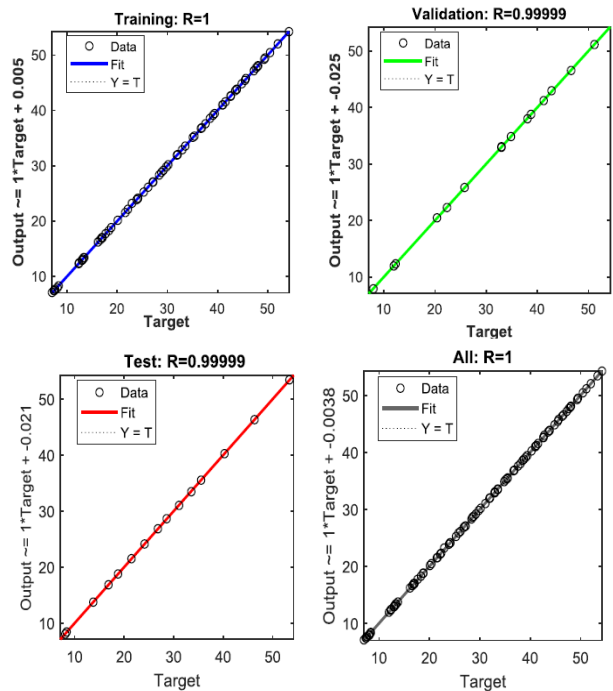 Training: R=1
Output ~= 1*Target + 0.005
50
40
30
20
10
Data
Fit
Y = T
10 20 30 40 50
Target
Validation: R=0.99999
Output ~= 1*Target + -0.025
50
40
30
20
10
Data
Fit
Y = T
10 20 30 40 50
Target
Test: R=0.99999
Output ~= 1*Target + -0.021
50
40
30
20
10
Data
Fit
Y = T
10 20 30 40 50
Target
All: R=1
Output ~= 1*Target + -0.0038
50
40
30
20
10
Data
Fit
Y = T
10 20 30 40 50
Target